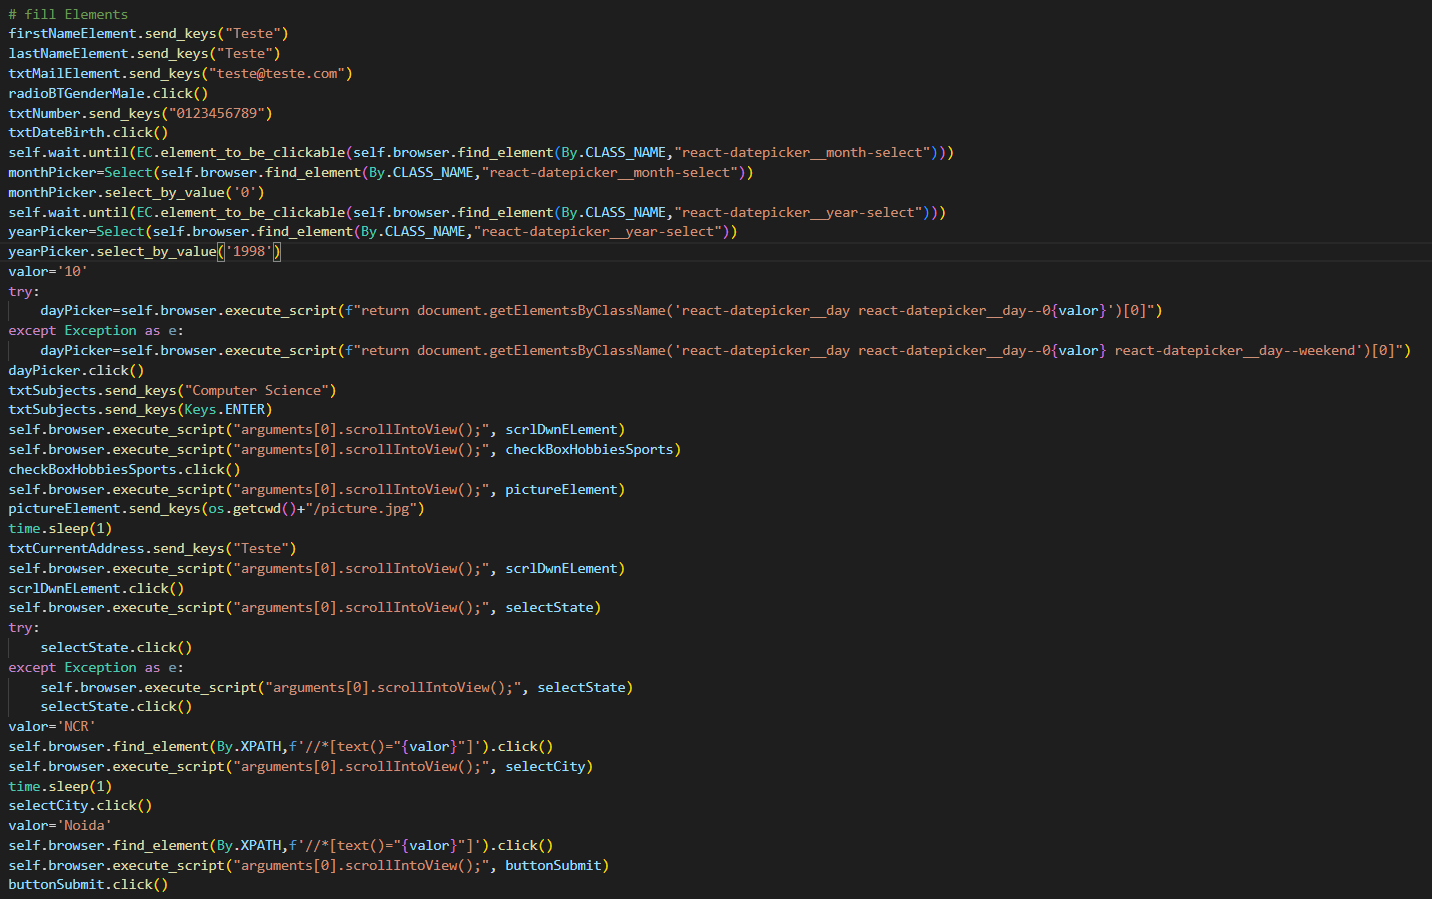 # fill Elements
firstNameElement.send_keys("Teste")
lastNameElement.send_keys("Teste")
txtMailElement.send_keys("teste@teste.com")
radioBTGenderMale.click()
txtNumber.send_keys("0123456789")
txtDateBirth.click()
self.wait.until(EC.element_to_be_clickable(self.browser.find_element(By.CLASS_NAME,"react-datepicker__month-select")))
monthPicker=Select(self.browser.find_element(By.CLASS_NAME,"react-datepicker__month-select"))
monthPicker.select_by_value('0')
self.wait.until(EC.element_to_be_clickable(self.browser.find_element(By.CLASS_NAME,"react-datepicker__year-select")))
yearPicker=Select(self.browser.find_element(By.CLASS_NAME,"react-datepicker__year-select"))
yearPicker.select_by_value('1998')
valor='10'
try:
    dayPicker=self.browser.execute_script(f"return document.getElementsByClassName('react-datepicker__day react-datepicker__day--0{valor}')[0]")
except Exception as e:
    dayPicker=self.browser.execute_script(f"return document.getElementsByClassName('react-datepicker__day react-datepicker__day--0{valor} react-datepicker__day--weekend')[0]")
dayPicker.click()
txtSubjects.send_keys("Computer Science")
txtSubjects.send_keys(Keys.ENTER)
self.browser.execute_script("arguments[0].scrollIntoView();", scrlDwnELement)
self.browser.execute_script("arguments[0].scrollIntoView();", checkBoxHobbiesSports)
checkBoxHobbiesSports.click()
self.browser.execute_script("arguments[0].scrollIntoView();", pictureElement)
pictureElement.send_keys(os.getcwd()+"/picture.jpg")
time.sleep(1)
txtCurrentAddress.send_keys("Teste")
self.browser.execute_script("arguments[0].scrollIntoView();", scrlDwnELement)
scrlDwnELement.click()
self.browser.execute_script("arguments[0].scrollIntoView();", selectState)
try:
    selectState.click()
except Exception as e:
    self.browser.execute_script("arguments[0].scrollIntoView();", selectState)
    selectState.click()
valor='NCR'
self.browser.find_element(By.XPATH,f'//*[text()="{valor}"]').click()
self.browser.execute_script("arguments[0].scrollIntoView();", selectCity)
time.sleep(1)
selectCity.click()
valor='Noida'
self.browser.find_element(By.XPATH,f'//*[text()="{valor}"]').click()
self.browser.execute_script("arguments[0].scrollIntoView();", buttonSubmit)
buttonSubmit.click()